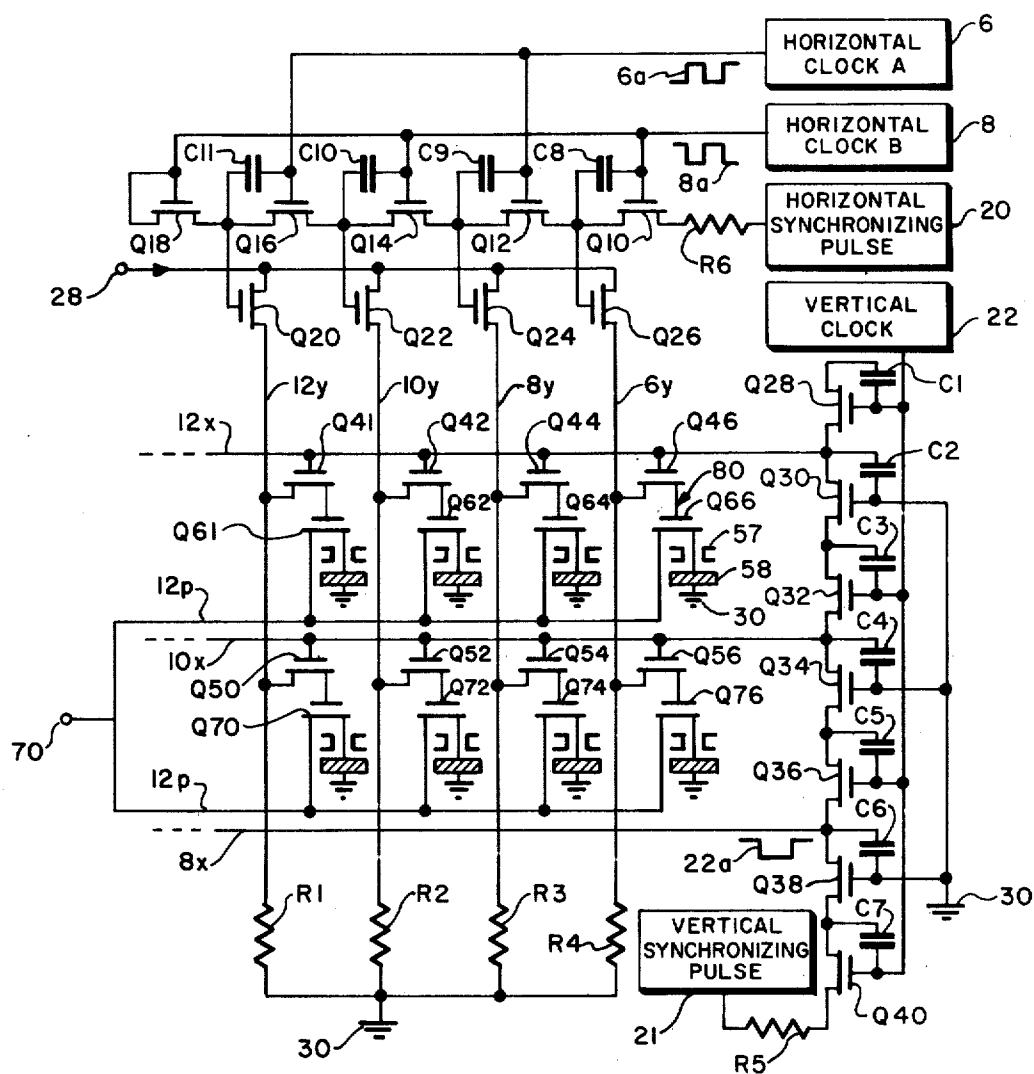 HORIZONTAL
CLOCK A
6
6a
HORIZONTAL
CLOCK B
8
8a
C11
C10
C9
C8
HORIZONTAL
SYNCHRONIZING
PULSE
20
Q18
Q16
Q14
Q12
Q10
R6
28
Q20
Q22
Q24
Q26
VERTICAL
CLOCK
22
12y
10y
8y
6y
Q28
C1
12x
Q41
Q42
Q44
Q46
C2
80
Q30
Q61
Q62
Q64
Q66
57
C3
58
12p
30
Q32
10x
C4
Q50
Q52
Q54
Q56
Q34
Q70
Q72
Q74
Q76
70
C5
12p
Q36
C6
8x
22a
Q38
30
R1
R2
R3
R4
VERTICAL
SYNCHRONIZING
PULSE
C7
30
21
R5
Q40